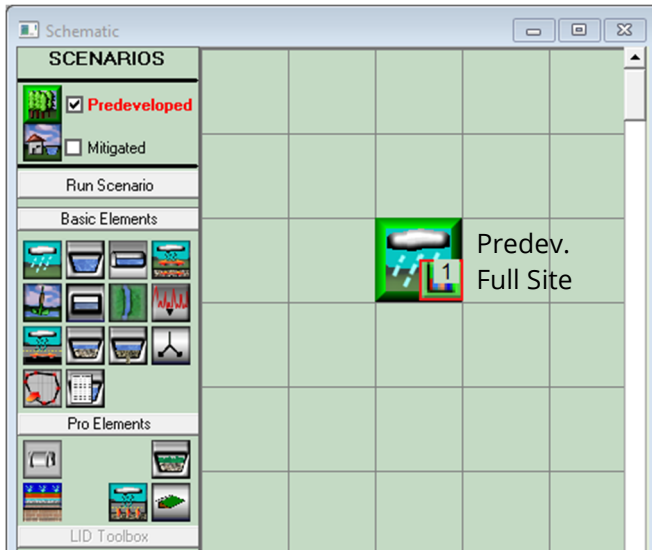 Schematic
SCENARIOS
Predeveloped
Mitigated
Run Scenario
Basic Elements
Pro Elements
LID Toolbox
1
Predev.
Full Site